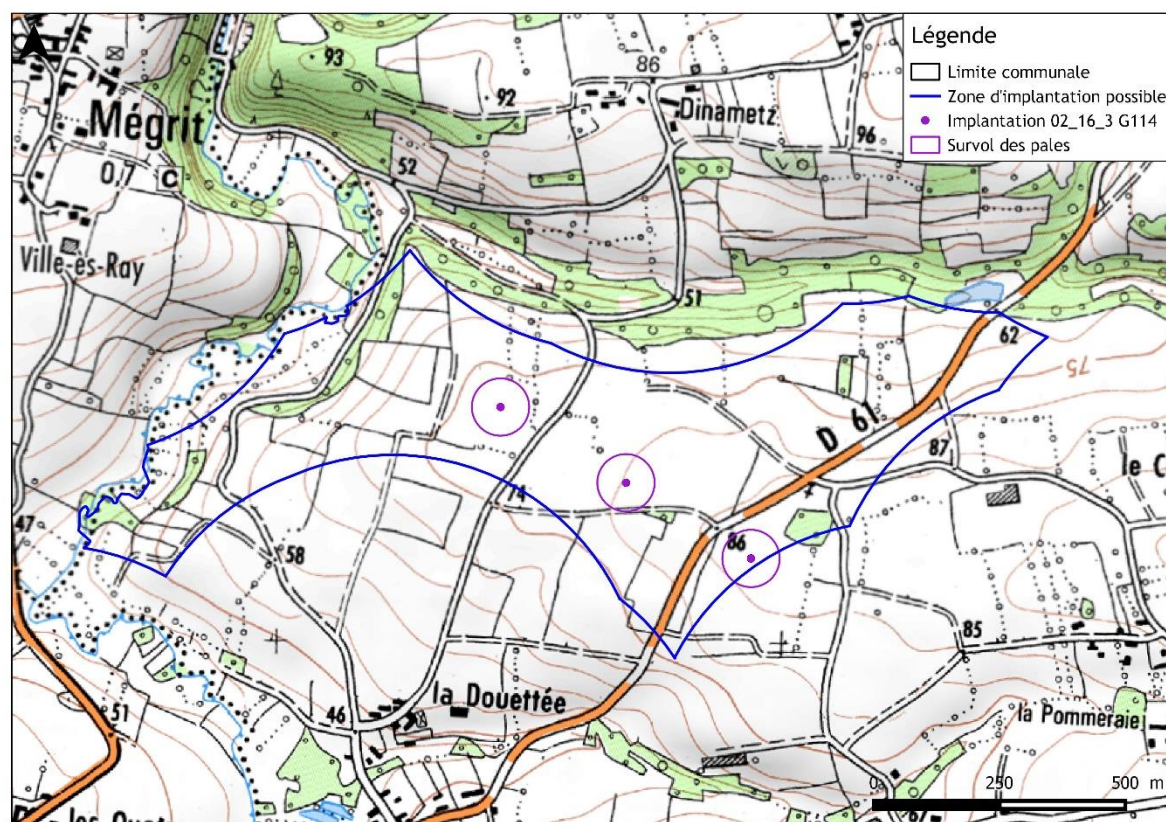 Légende
Limite communale
Zone d'implantation possible
Implantation 02_16_3 G114
Survol des pales
93
86
92
Dinametz
96
Mégrit
0,7
C
52
Ville-ès-Ray
51
62
75
D 61
87
le C
74
47
86
58
85
la Douettée
46
51
la Pommeraie
0
250
500
m